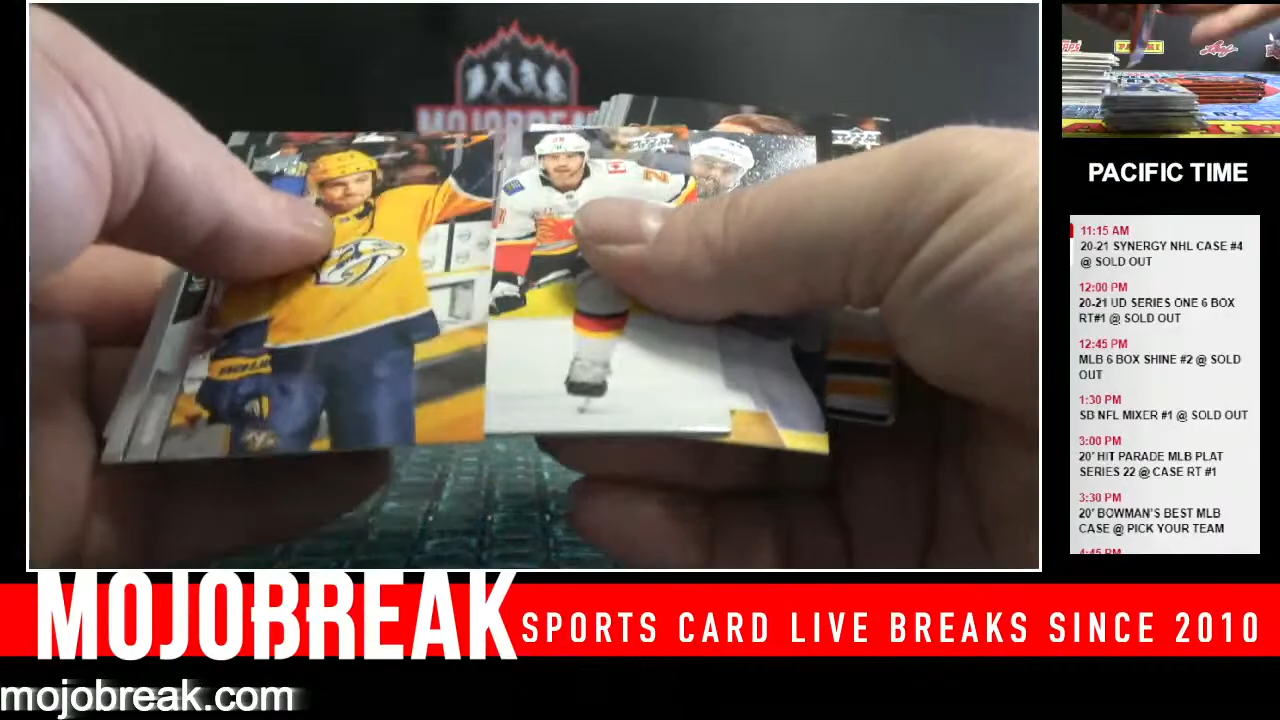 MOJOBREAK
PANINI
PACIFIC TIME
11:15 AM
20-21 SYNERGY NHL CASE #4
@ SOLD OUT
12:00 PM
20-21 UD SERIES ONE 6 BOX
RT#1 @ SOLD OUT
12:45 PM
MLB 6 BOX SHINE #2 @ SOLD
OUT
1:30 PM
SB NFL MIXER #1 @ SOLD OUT
3:00 PM
20' HIT PARADE MLB PLAT
SERIES 22 @ CASE RT #1
3:30 PM
20' BOWMAN'S BEST MLB
CASE @ PICK YOUR TEAM
4:45 PM
MOJOBREAK
SPORTS CARD LIVE BREAKS SINCE 2010
mojobreak.com